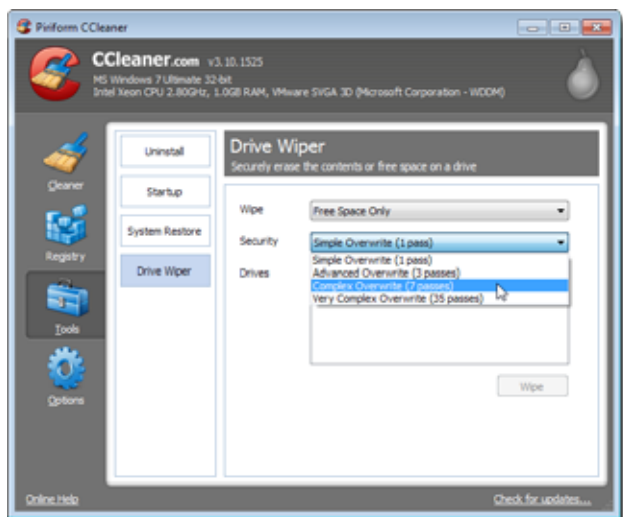 Piriform CCleaner
CCleaner.com v3.10.1525
MS Windows 7 Ultimate 32-bit
Intel Xeon CPU 2.80GHz, 1.0GB RAM, VMware SVGA 3D (Microsoft Corporation - WDDM)
Cleaner
Registry
Tools
Options
Uninstall
Startup
System Restore
Drive Wiper
Drive Wiper
Securely erase the contents or free space on a drive
Wipe Free Space Only
Security Simple Overwrite (1 pass)
Simple Overwrite (1 pass)
Drives Advanced Overwrite (3 passes)
Complex Overwrite (7 passes)
Very Complex Overwrite (35 passes)
Wipe
Online Help Check for updates...